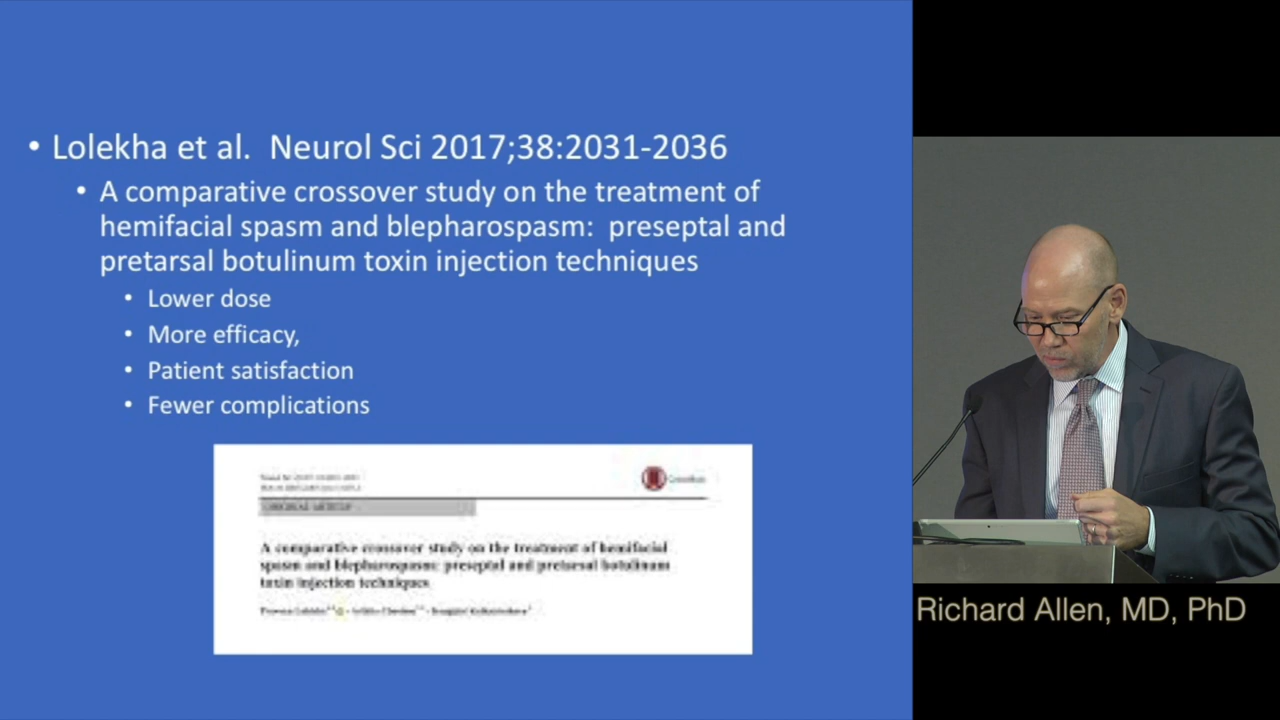 • Lolekha et al.  Neurol Sci 2017;38:2031-2036
• A comparative crossover study on the treatment of
hemifacial spasm and blepharospasm:  preseptal and
pretarsal botulinum toxin injection techniques
• Lower dose
• More efficacy,
• Patient satisfaction
• Fewer complications
ORIGINAL ARTICLE
A comparative crossover study on the treatment of hemifacial
spasm and blepharospasm: preseptal and pretarsal botulinum
toxin injection techniques
Richard Allen, MD, PhD